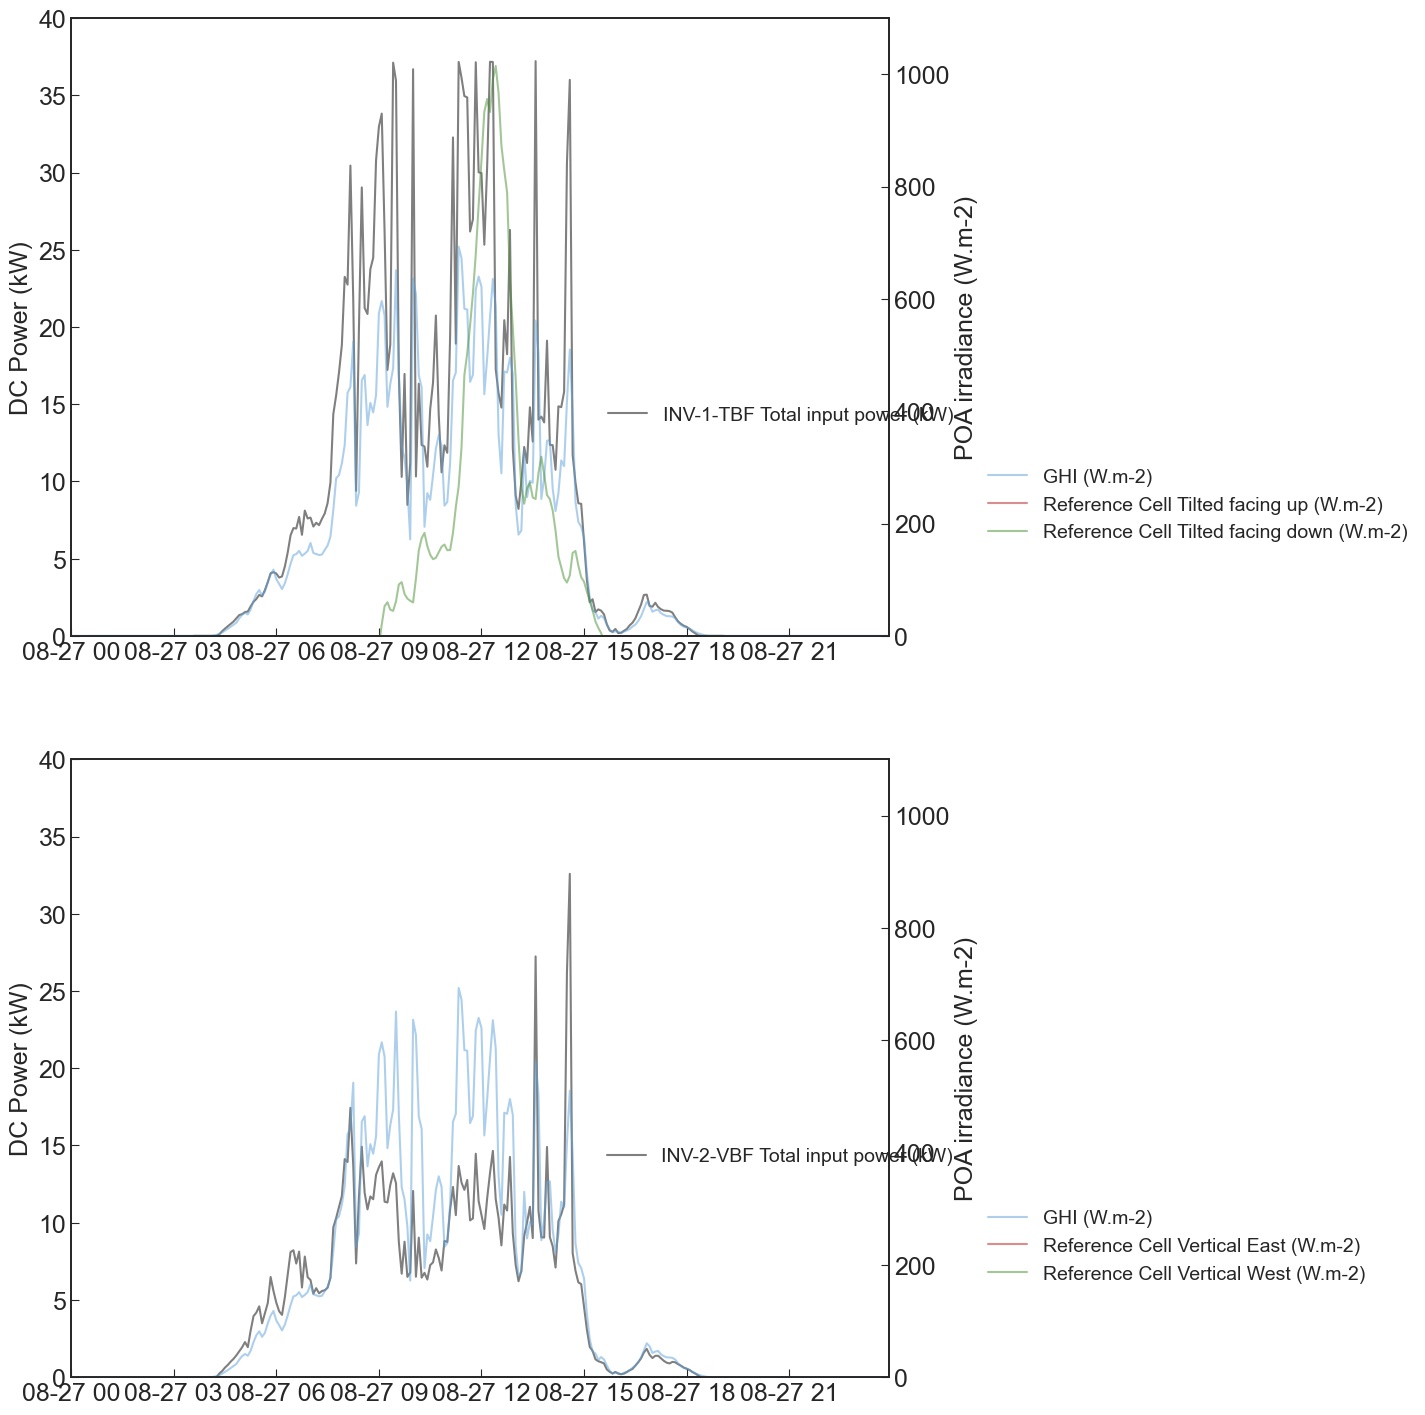 40
35
30
25
20
15
10
5
0
DC Power (kW)
1000
800
600
400
200
0
POA irradiance (W.m-2)
INV-1-TBF Total input power (kW)
GHI (W.m-2)
Reference Cell Tilted facing up (W.m-2)
Reference Cell Tilted facing down (W.m-2)
08-27 00 08-27 03 08-27 06 08-27 09 08-27 12 08-27 15 08-27 18 08-27 21
40
35
30
25
20
15
10
5
0
DC Power (kW)
1000
800
600
400
200
0
POA irradiance (W.m-2)
INV-2-VBF Total input power (kW)
GHI (W.m-2)
Reference Cell Vertical East (W.m-2)
Reference Cell Vertical West (W.m-2)
08-27 00 08-27 03 08-27 06 08-27 09 08-27 12 08-27 15 08-27 18 08-27 21